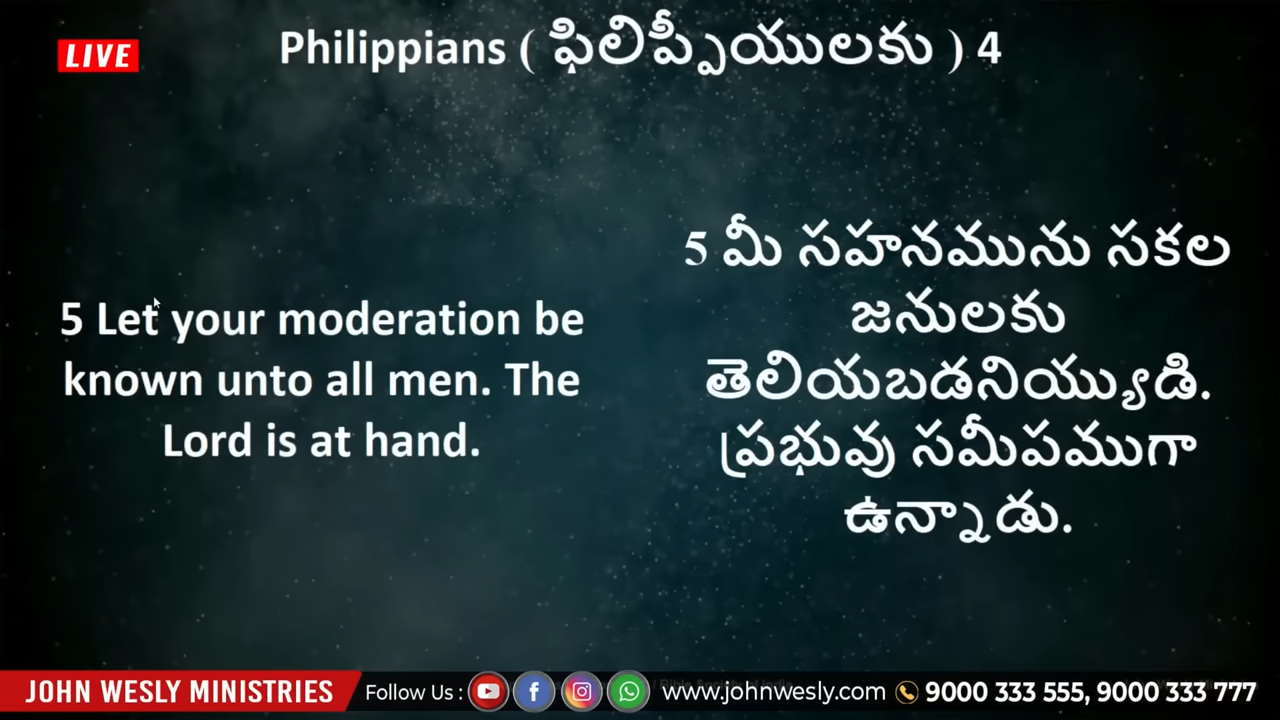 LIVE
Philippians ( ఫిలిప్పీయులకు ) 4
5 Let your moderation be
known unto all men. The
Lord is at hand.
5 మీ సహనమును సకల
జనులకు
తెలియబడనియ్యుడి.
ప్రభువు సమీపముగా
ఉన్నాడు.
JOHN WESLY MINISTRIES Follow Us : www.johnwesly.com 9000 333 555, 9000 333 777